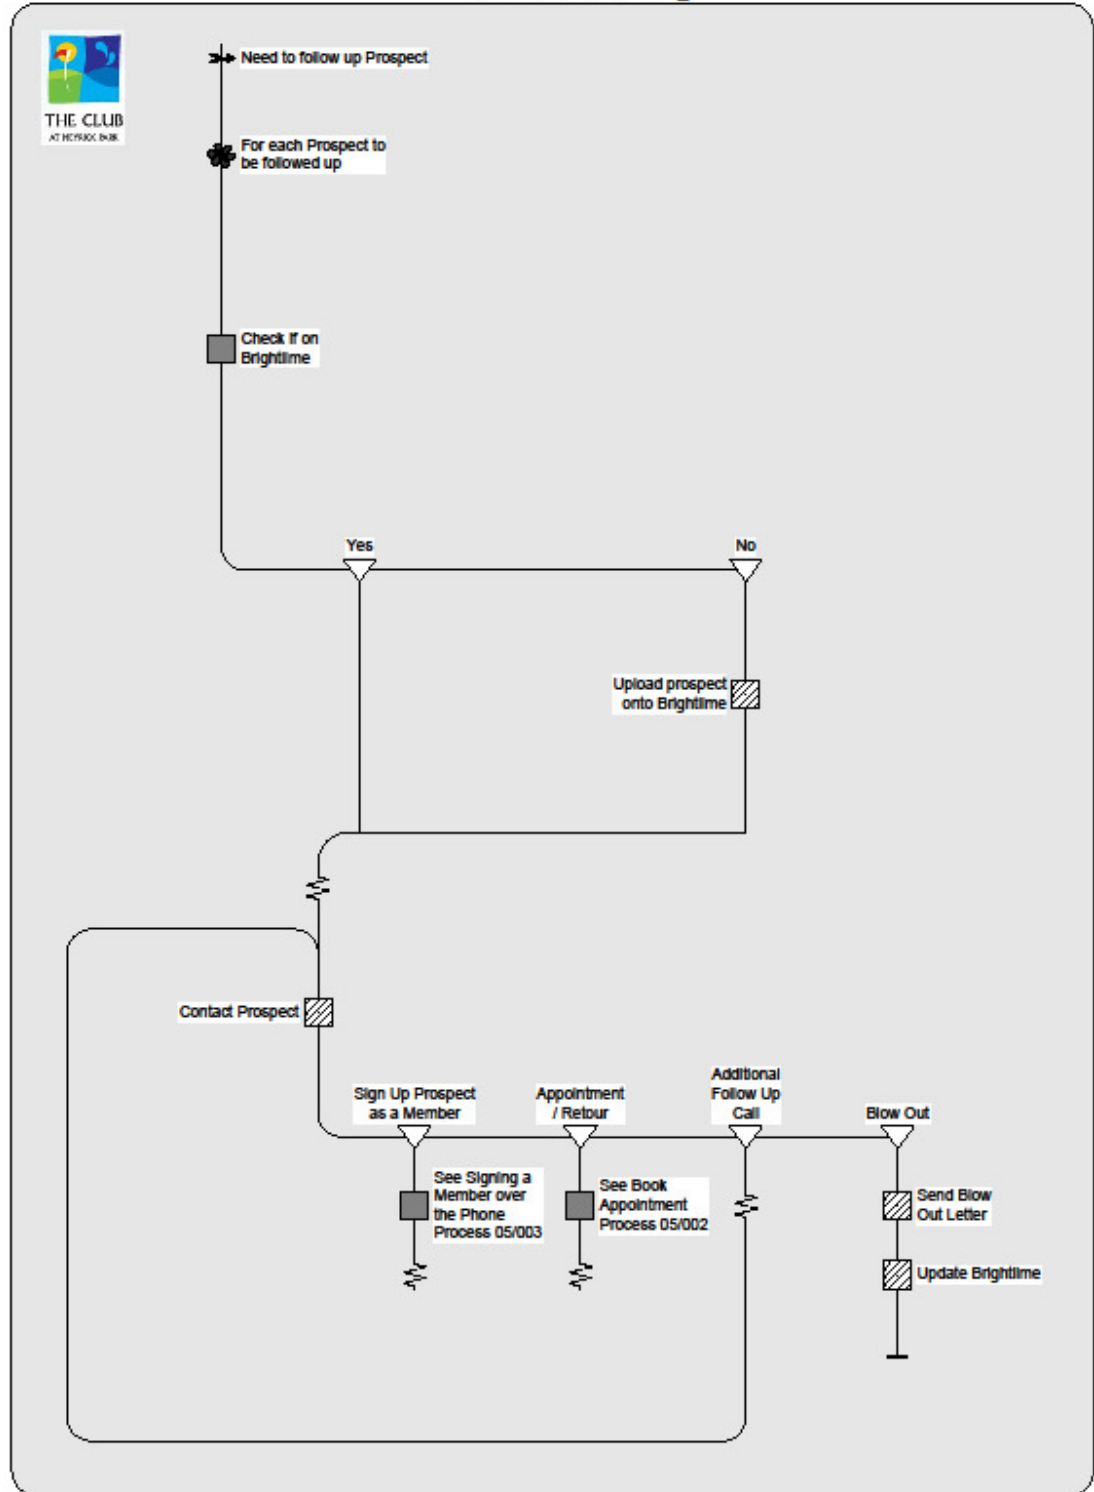 THE CLUB
AT MEYRICK PARK
Need to follow up Prospect
For each Prospect to
be followed up
Check if on
Brightlime
Yes
No
Upload prospect
onto Brightlime
Contact Prospect
Sign Up Prospect
as a Member
Appointment
/ Retour
Additional
Follow Up
Call
Blow Out
See Signing a
Member over
the Phone
Process 05/003
See Book
Appointment
Process 05/002
Send Blow
Out Letter
Update Brightlime